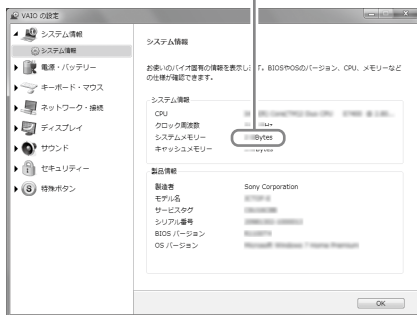 VAIO の設定
システム情報
システム情報
電源・バッテリー
キーボード・マウス
ネットワーク・接続
ディスプレイ
サウンド
セキュリティー
特殊ボタン
システム情報
お使いのバイオ固有の情報を表示します。BIOSやOSのバージョン、CPU、メモリーなど
の仕様が確認できます。
システム情報
CPU
クロック周波数
システムメモリー Bytes
キャッシュメモリー
製品情報
製造者 Sony Corporation
モデル名
サービスタグ
シリアル番号
BIOS バージョン
OS バージョン
OK